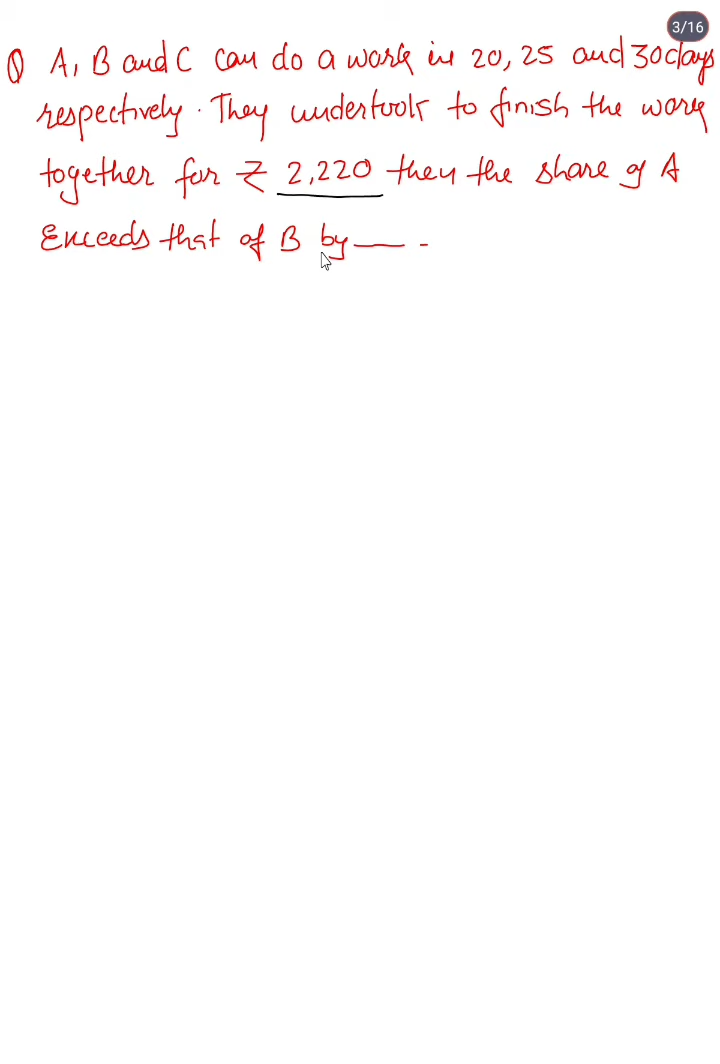 3/16
Q A, B and C can do a work in 20, 25 and 30 days
respectively. They undertook to finish the work
together for ₹ 2,220 then the share of A
Exceeds that of B by —— .